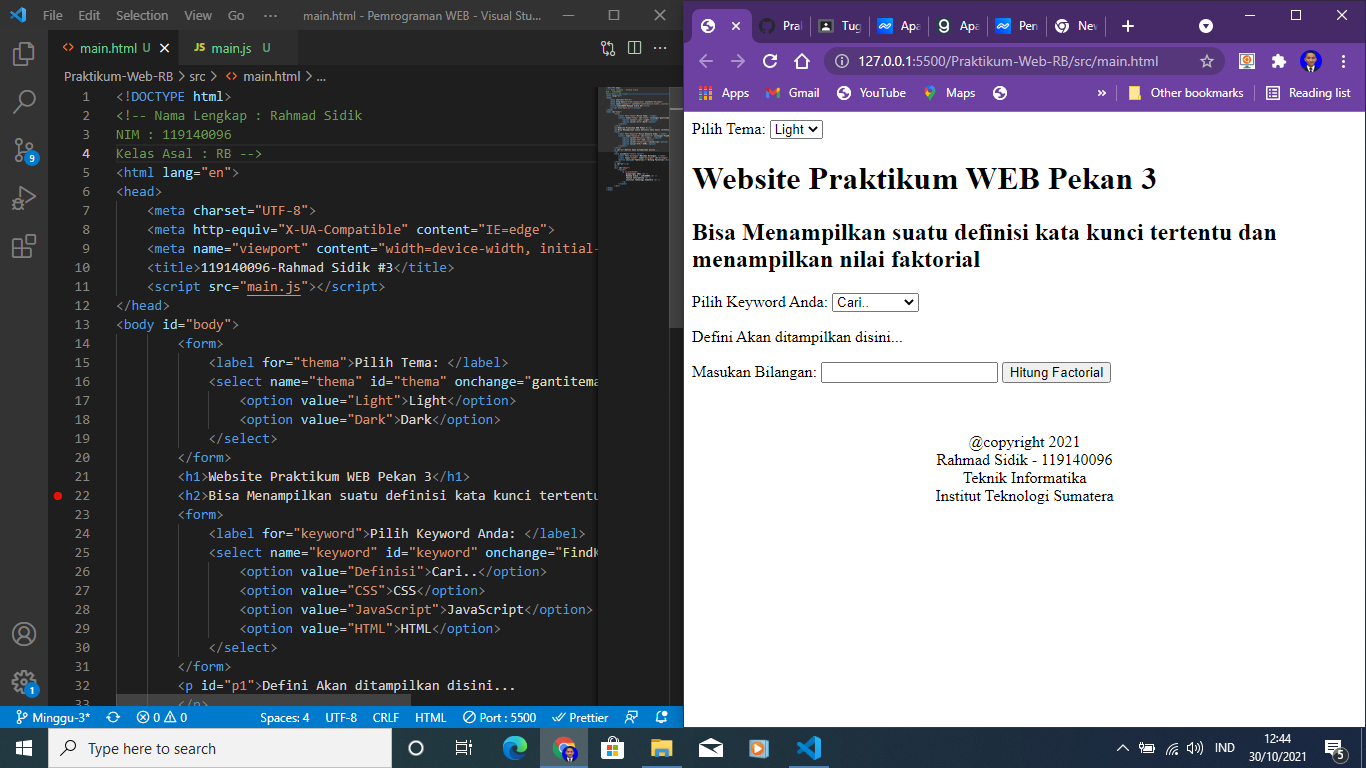 File Edit Selection View Go ··· main.html - Pemrograman WEB - Visual Stu...
main.html U main.js U
Praktikum-Web-RB > src > main.html > ...
1 <!DOCTYPE html>
2 <!-- Nama Lengkap : Rahmad Sidik
3 NIM : 119140096
4 Kelas Asal : RB -->
5 <html lang="en">
6 <head>
7 <meta charset="UTF-8">
8 <meta http-equiv="X-UA-Compatible" content="IE=edge">
9 <meta name="viewport" content="width=device-width, initial-
10 <title>119140096-Rahmad Sidik #3</title>
11 <script src="main.js"></script>
12 </head>
13 <body id="body">
14 <form>
15 <label for="thema">Pilih Tema: </label>
16 <select name="thema" id="thema" onchange="gantitema
17 <option value="Light">Light</option>
18 <option value="Dark">Dark</option>
19 </select>
20 </form>
21 <h1>Website Praktikum WEB Pekan 3</h1>
22 <h2>Bisa Menampilkan suatu definisi kata kunci tertentu
23 <form>
24 <label for="keyword">Pilih Keyword Anda: </label>
25 <select name="keyword" id="keyword" onchange="FindK
26 <option value="Definisi">Cari..</option>
27 <option value="CSS">CSS</option>
28 <option value="JavaScript">JavaScript</option>
29 <option value="HTML">HTML</option>
30 </select>
31 </form>
32 <p id="p1">Defini Akan ditampilkan disini...
33 </p>
9
1
Minggu-3* 0 0 Spaces: 4 UTF-8 CRLF HTML Port : 5500 Prettier
Pral Tug Apa Apa Pen Nev
127.0.0.1:5500/Praktikum-Web-RB/src/main.html
Apps Gmail YouTube Maps » Other bookmarks Reading list
Pilih Tema: Light
Website Praktikum WEB Pekan 3
Bisa Menampilkan suatu definisi kata kunci tertentu dan
menampilkan nilai faktorial
Pilih Keyword Anda: Cari..
Defini Akan ditampilkan disini...
Masukan Bilangan: Hitung Factorial
@copyright 2021
Rahmad Sidik - 119140096
Teknik Informatika
Institut Teknologi Sumatera
Type here to search
IND
12:44
30/10/2021
5